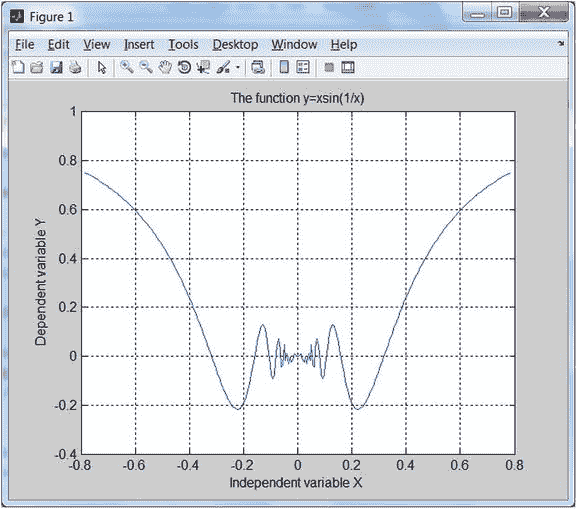 Figure 1
File Edit View Insert Tools Desktop Window Help
The function y=xsin(1/x)
1
0.8
0.6
0.4
0.2
0
-0.2
-0.4
Dependent variable Y
-0.8 -0.6 -0.4 -0.2 0 0.2 0.4 0.6 0.8
Independent variable X